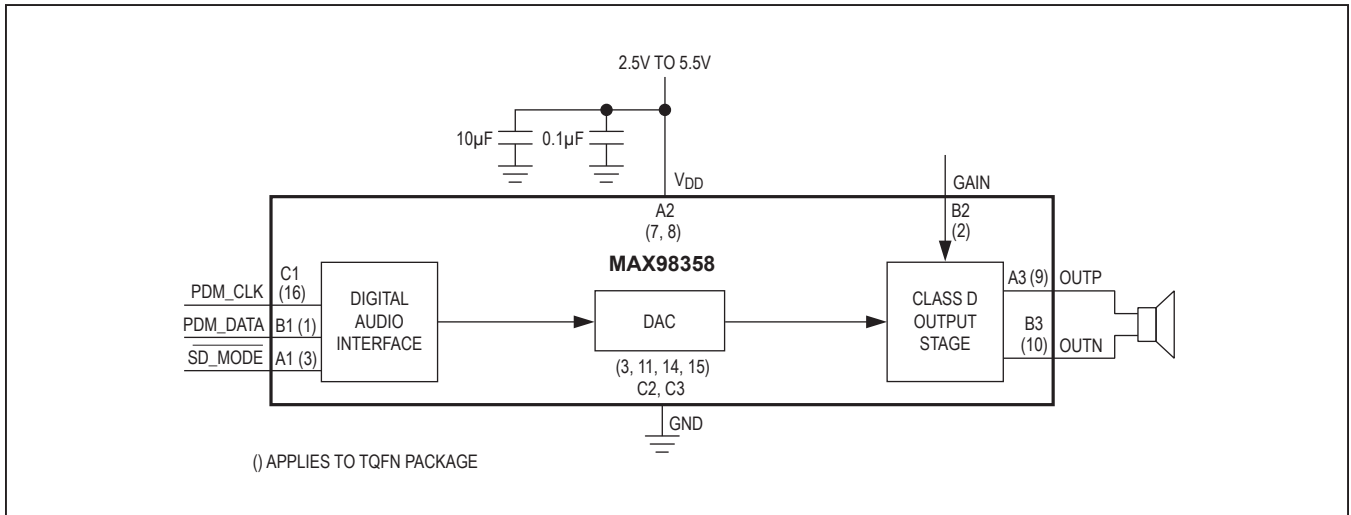 2.5V TO 5.5V
10µF
0.1µF
VDD
GAIN
A2
(7, 8)
B2
(2)
MAX98358
C1
(16)
PDM_CLK
PDM_DATA
B1 (1)
SD_MODE
A1 (3)
DIGITAL
AUDIO
INTERFACE
DAC
(3, 11, 14, 15)
C2, C3
CLASS D
OUTPUT
STAGE
A3 (9)
OUTP
B3
(10)
OUTN
GND
() APPLIES TO TQFN PACKAGE